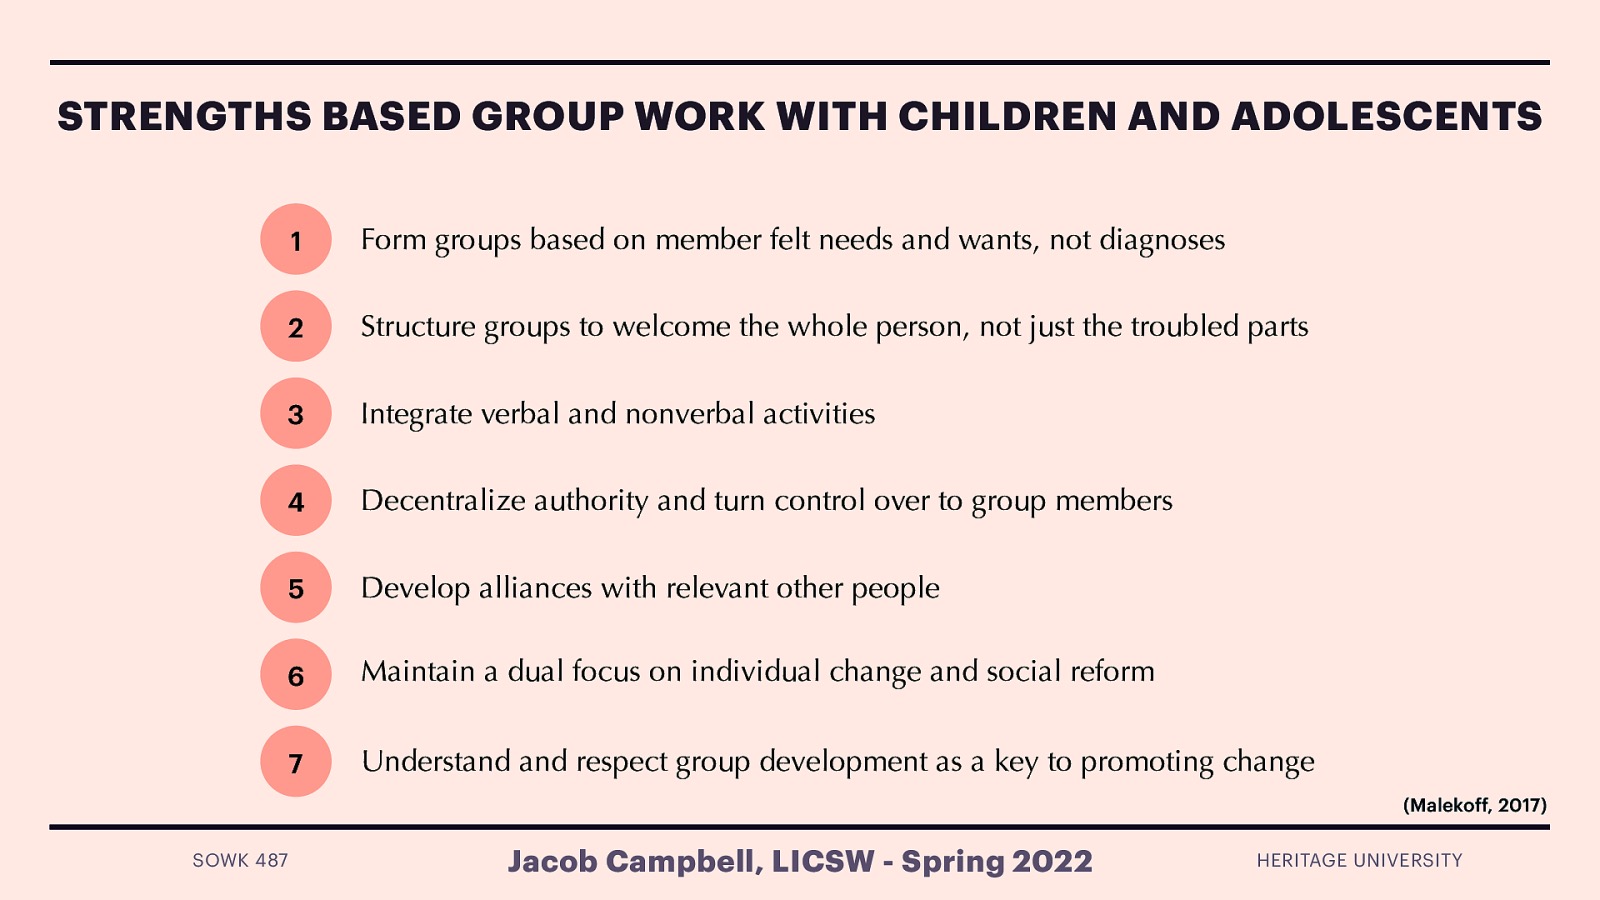 STRENGTHS BASED GROUP WORK WITH CHILDREN AND ADOLESCENTS
1 Form groups based on member felt needs and wants, not diagnoses
2 Structure groups to welcome the whole person, not just the troubled parts
3 Integrate verbal and nonverbal activities
4 Decentralize authority and turn control over to group members
5 Develop alliances with relevant other people
6 Maintain a dual focus on individual change and social reform
7 Understand and respect group development as a key to promoting change
(Malekoff, 2017)
SOWK 487 Jacob Campbell, LICSW - Spring 2022 HERITAGE UNIVERSITY